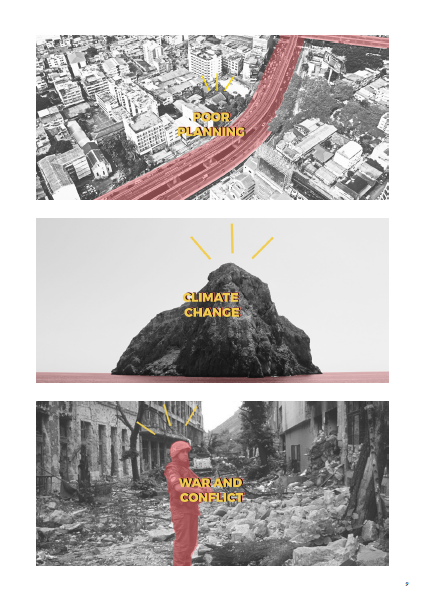 POOR
PLANNING
CLIMATE
CHANGE
WAR AND
CONFLICT
9